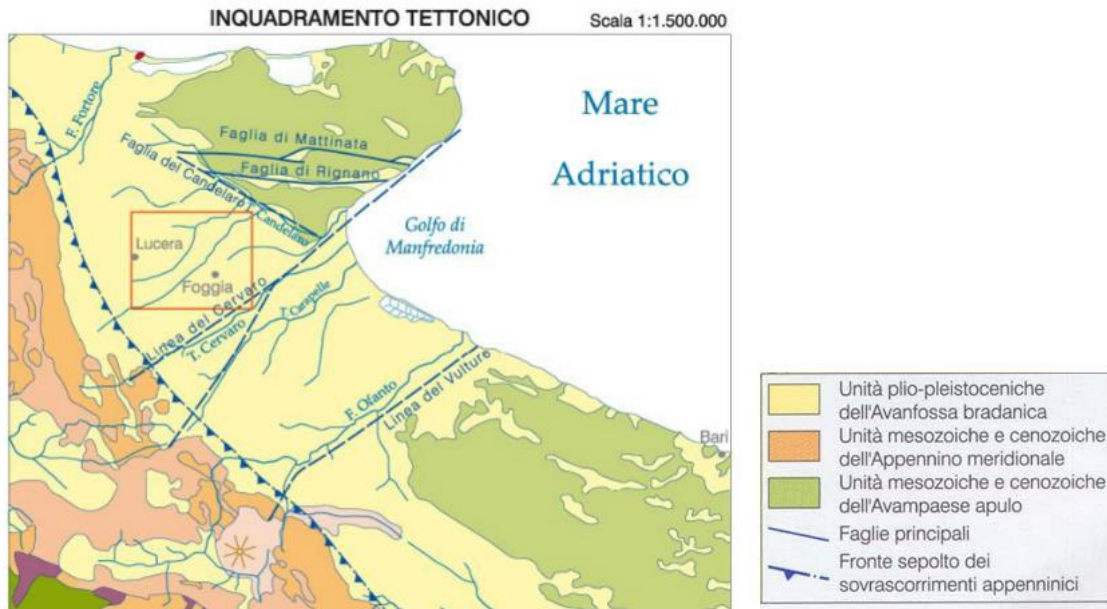 INQUADRAMENTO TETTONICO
Scala 1:1.500.000
F. Fortore
Mare
Adriatico
Faglia di Mattinata
Faglia di Rignano
Faglia del Candelaro
T. Candelaro
Golfo di
Manfredonia
Lucera
Foggia
Linea del Cervaro
T. Cervaro
T. Carapelle
F. Ofanto
Linea del Vulture
Bari
Unità plio-pleistoceniche
dell'Avanfossa bradanica
Unità mesozoiche e cenozoiche
dell'Appennino meridionale
Unità mesozoiche e cenozoiche
dell'Avampaese apulo
Faglie principali
Fronte sepolto dei
sovrascorrimenti appenninici